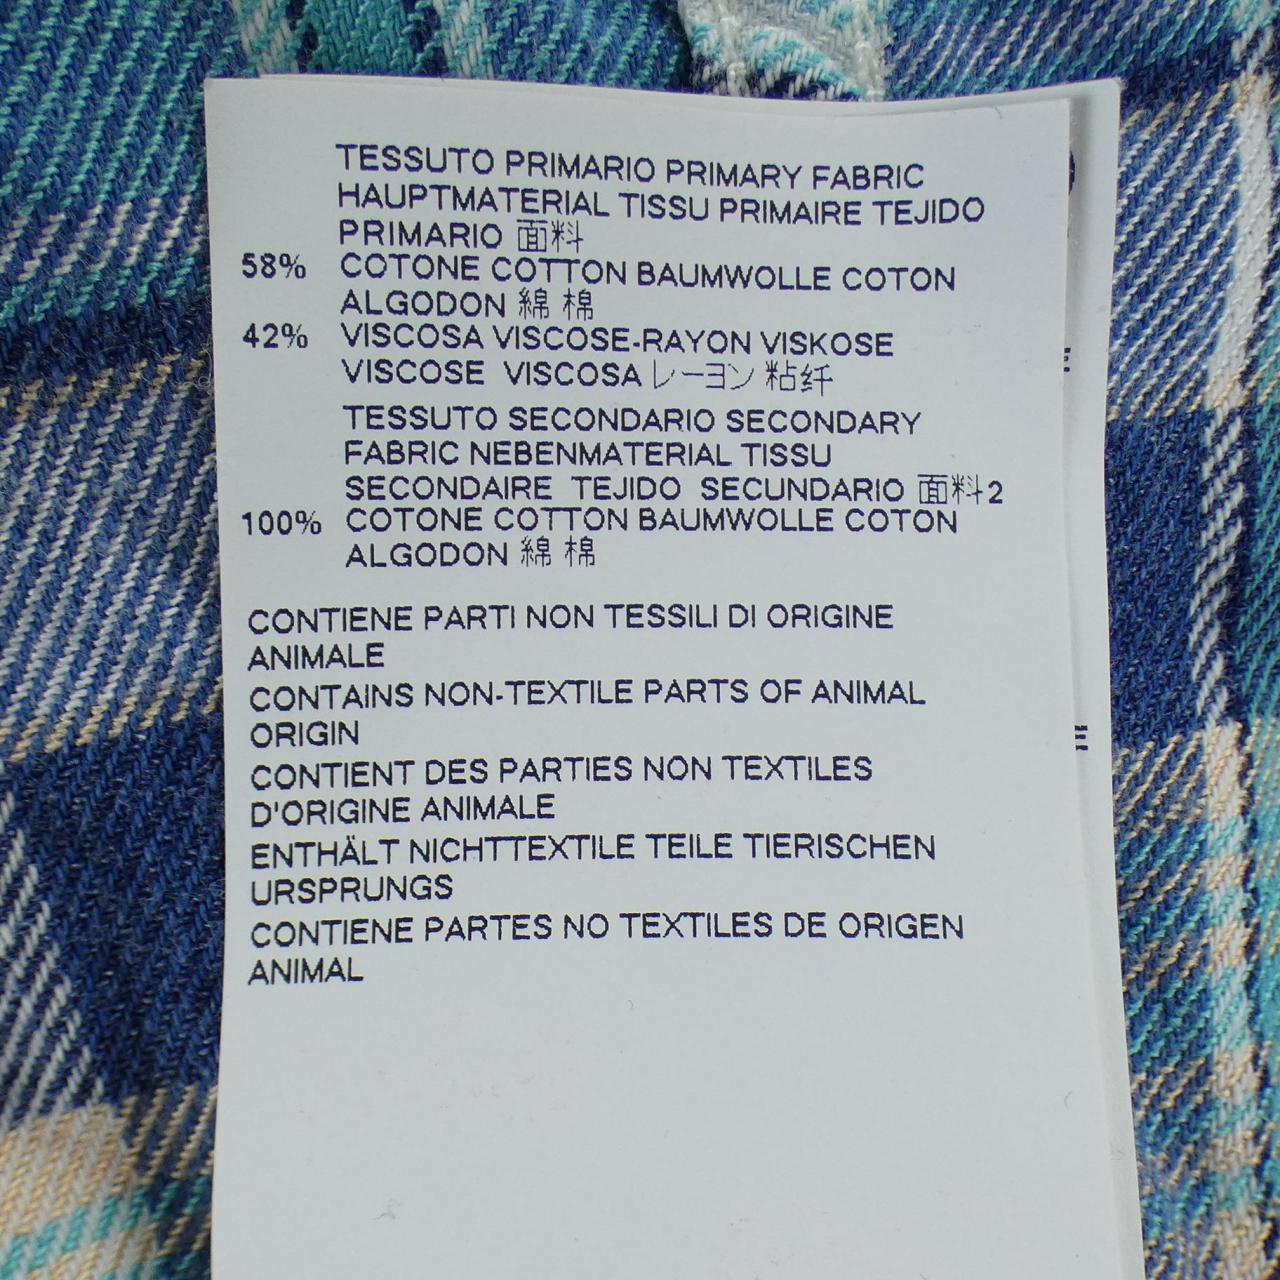 TESSUTO PRIMARIO PRIMARY FABRIC
HAUPTMATERIAL TISSU PRIMAIRE TEJIDO
PRIMARIO 面料
58% COTONE COTTON BAUMWOLLE COTON
ALGODON 綿 棉
42% VISCOSA VISCOSE-RAYON VISKOSE
VISCOSE VISCOSA レーヨン 粘纤
TESSUTO SECONDARIO SECONDARY
FABRIC NEBENMATERIAL TISSU
SECONDAIRE TEJIDO SECUNDARIO 面料2
100% COTONE COTTON BAUMWOLLE COTON
ALGODON 綿 棉
CONTIENE PARTI NON TESSILI DI ORIGINE
ANIMALE
CONTAINS NON-TEXTILE PARTS OF ANIMAL
ORIGIN
CONTIENT DES PARTIES NON TEXTILES
D'ORIGINE ANIMALE
ENTHÄLT NICHTTEXTILE TEILE TIERISCHEN
URSPRUNGS
CONTIENE PARTES NO TEXTILES DE ORIGEN
ANIMAL